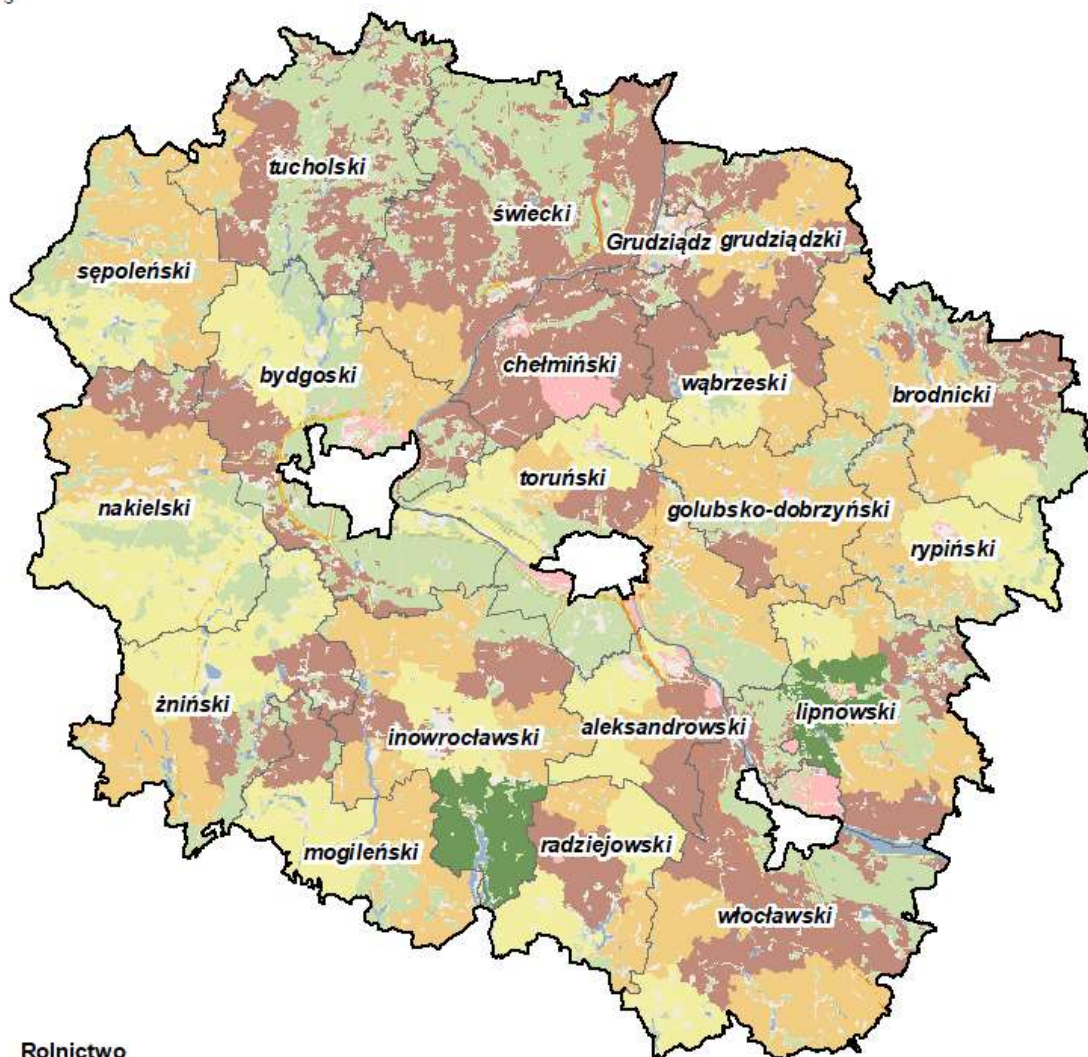 tucholski
świecki
Grudziądz grudziądzki
sępoleński
chełmiński
bydgoski
wąbrzeski
brodnicki
toruński
nakielski
golubsko-dobrzyński
rypiński
żniński
lipnowski
inowrocławski
aleksandrowski
mogileński
radziejowski
włocławski
Rolnictwo